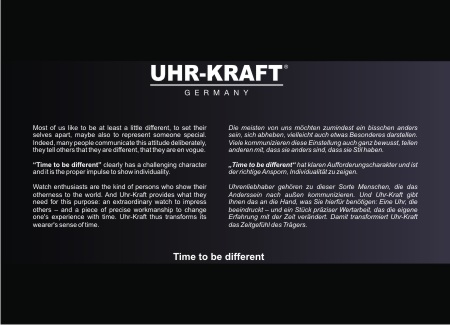 UHR-KRAFT®
GERMANY
Most of us like to be at least a little different, to set their
selves apart, maybe also to represent someone special.
Indeed, many people communicate this attitude deliberately,
they tell others that they are different, that they are en vogue.
"Time to be different" clearly has a challenging character
and it is the proper impulse to show individuality.
Watch enthusiasts are the kind of persons who show their
otherness to the world. And Uhr-Kraft provides what they
need for this purpose: an extraordinary watch to impress
others – and a piece of precise workmanship to change
one's experience with time. Uhr-Kraft thus transforms its
wearer's sense of time.
Die meisten von uns möchten zumindest ein bisschen anders
sein, sich abheben, vielleicht auch etwas Besonderes darstellen.
Viele kommunizieren diese Einstellung auch ganz bewusst, teilen
anderen mit, dass sie anders sind, dass sie Stil haben.
„Time to be different“ hat klaren Aufforderungscharakter und ist
der richtige Ansporn, Individualität zu zeigen.
Uhrenliebhaber gehören zu dieser Sorte Menschen, die das
Anderssein nach außen kommunizieren. Und Uhr-Kraft gibt
Ihnen das an die Hand, was Sie hierfür benötigen: Eine Uhr, die
beeindruckt – und ein Stück präziser Wertarbeit, das die eigene
Erfahrung mit der Zeit verändert. Damit transformiert Uhr-Kraft
das Zeitgefühl des Trägers.
Time to be different